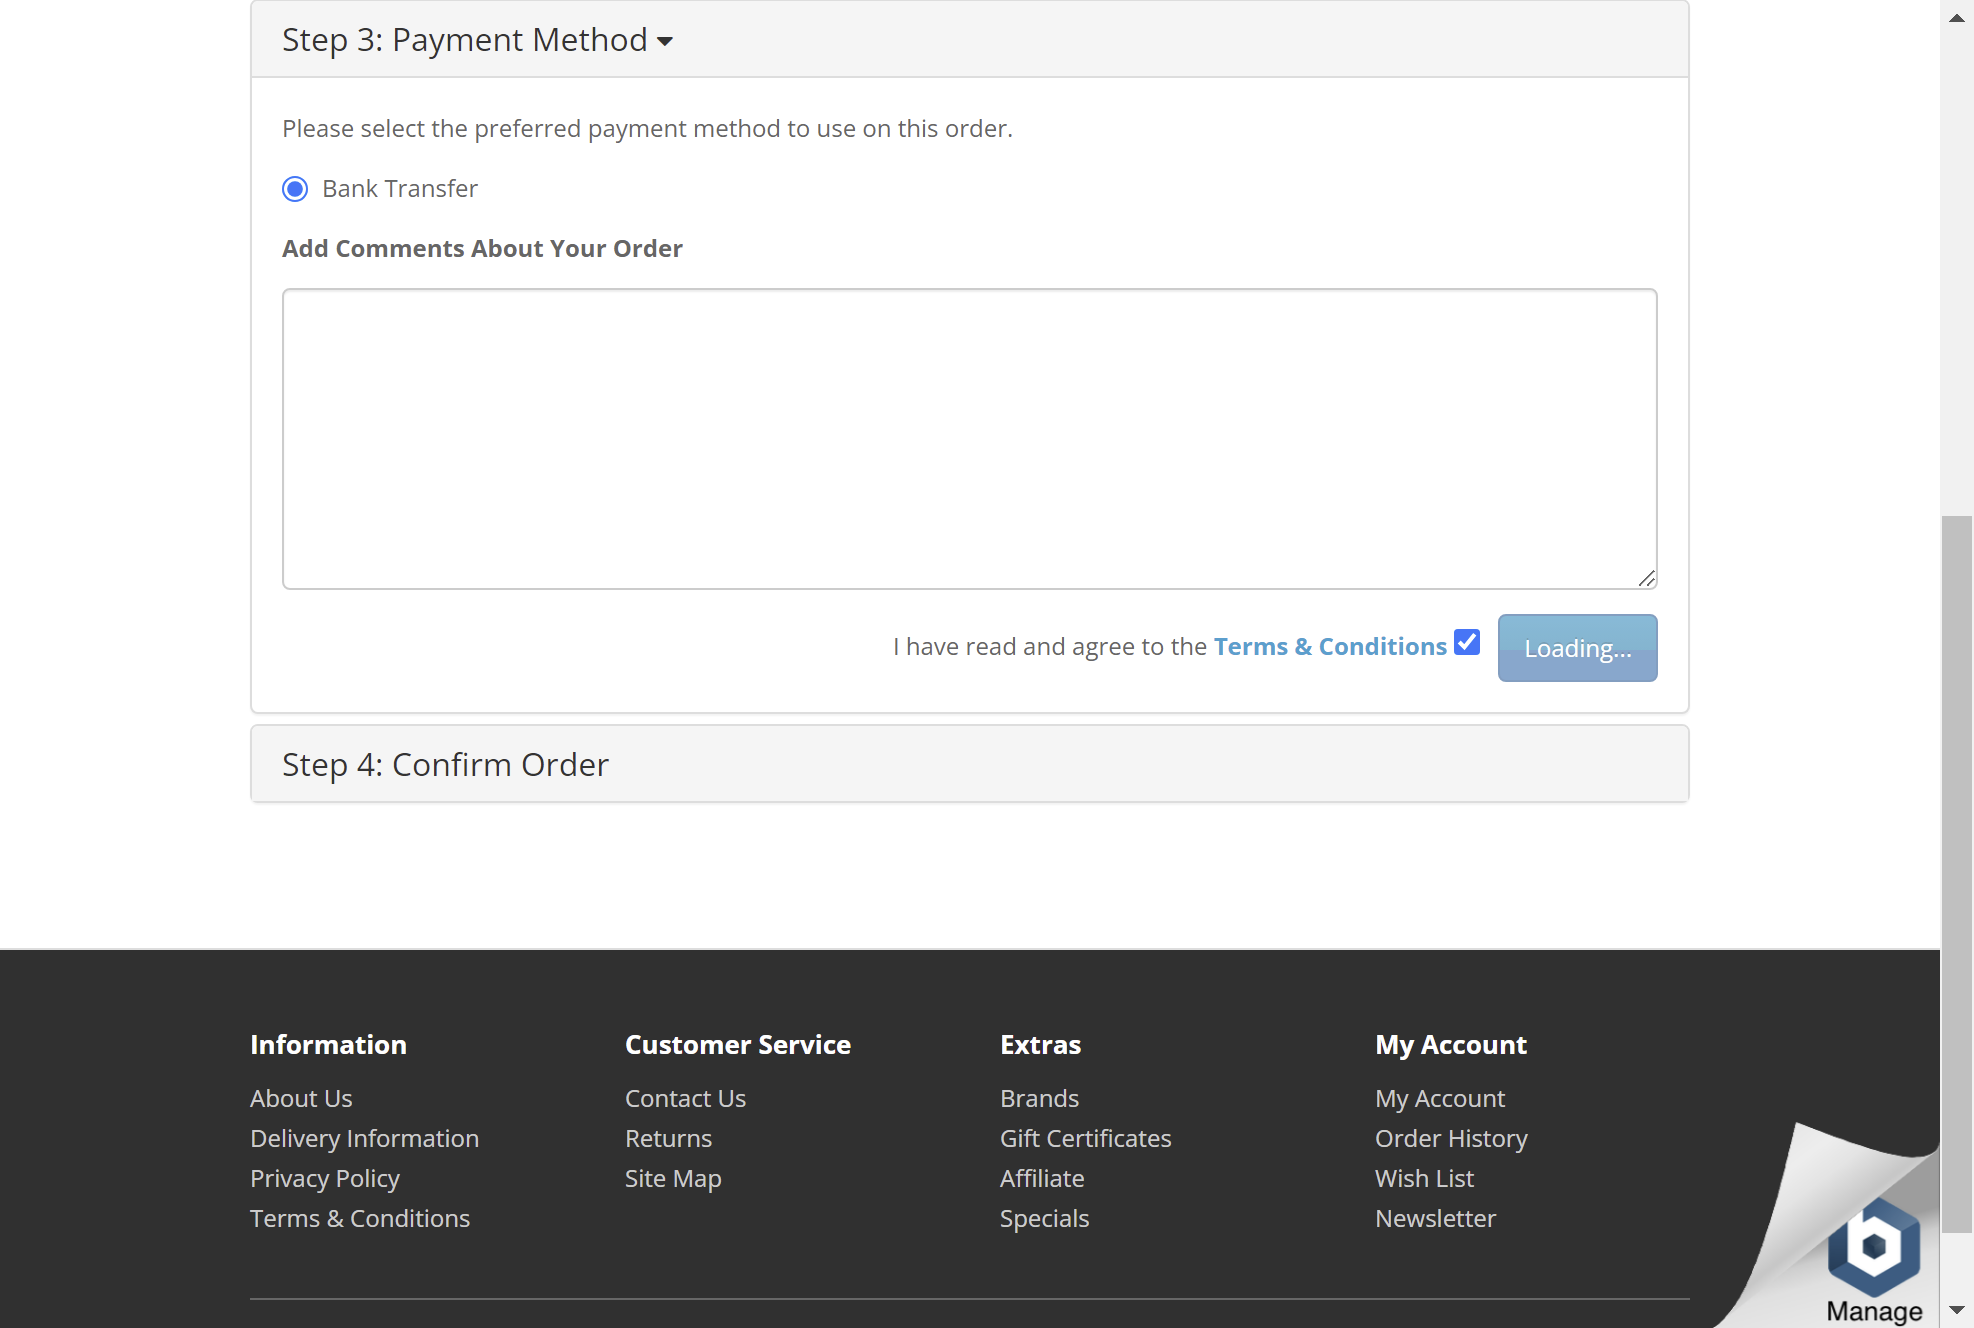 Step 3: Payment Method
Please select the preferred payment method to use on this order.
Bank Transfer
Add Comments About Your Order
I have read and agree to the Terms & Conditions
Loading...
Step 4: Confirm Order
Information
About Us
Delivery Information
Privacy Policy
Terms & Conditions
Customer Service
Contact Us
Returns
Site Map
Extras
Brands
Gift Certificates
Affiliate
Specials
My Account
My Account
Order History
Wish List
Newsletter
b
Manage